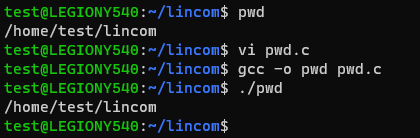 test@LEGIONY540:~/lincom$ pwd
/home/test/lincom
test@LEGIONY540:~/lincom$ vi pwd.c
test@LEGIONY540:~/lincom$ gcc -o pwd pwd.c
test@LEGIONY540:~/lincom$ ./pwd
/home/test/lincom
test@LEGIONY540:~/lincom$